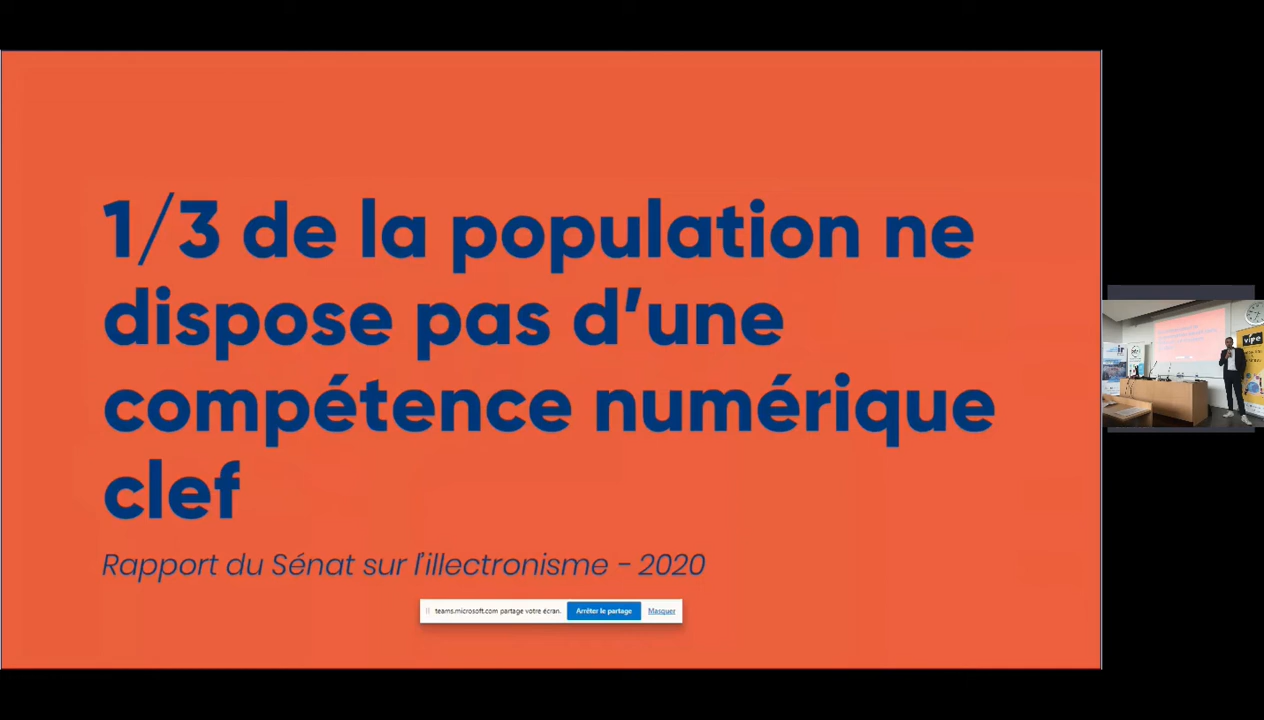 1/3 de la population ne
dispose pas d’une
compétence numérique
clef
Rapport du Sénat sur l'illectronisme - 2020
teams.microsoft.com partage votre écran.
Arrêter le partage
Masquer
vipe